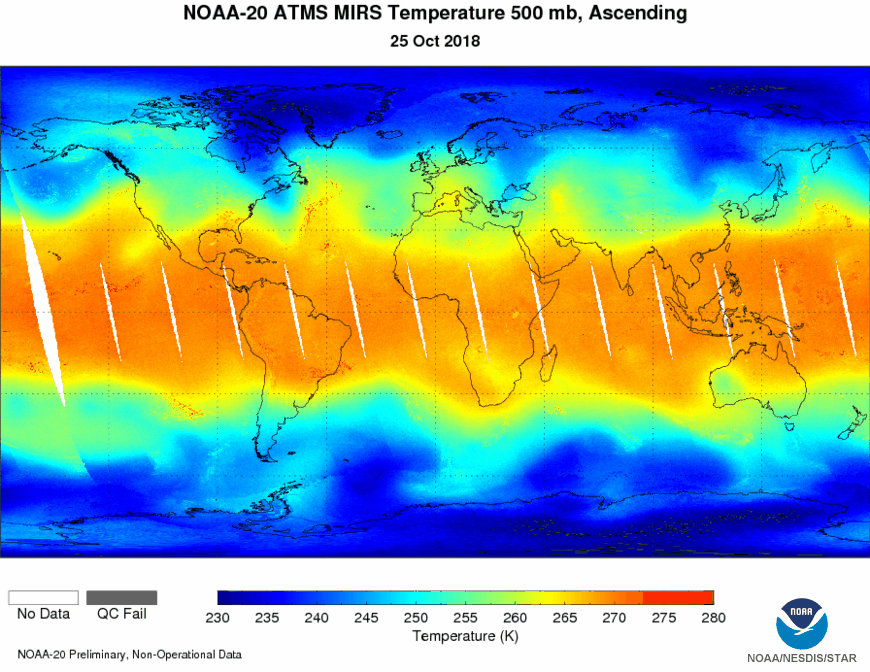 NOAA-20 ATMS MIRS Temperature 500 mb, Ascending
25 Oct 2018
No Data
QC Fail
230 235 240 245 250 255 260 265 270 275 280
Temperature (K)
NOAA
NOAA-20 Preliminary, Non-Operational Data
NOAA/NESDIS/STAR